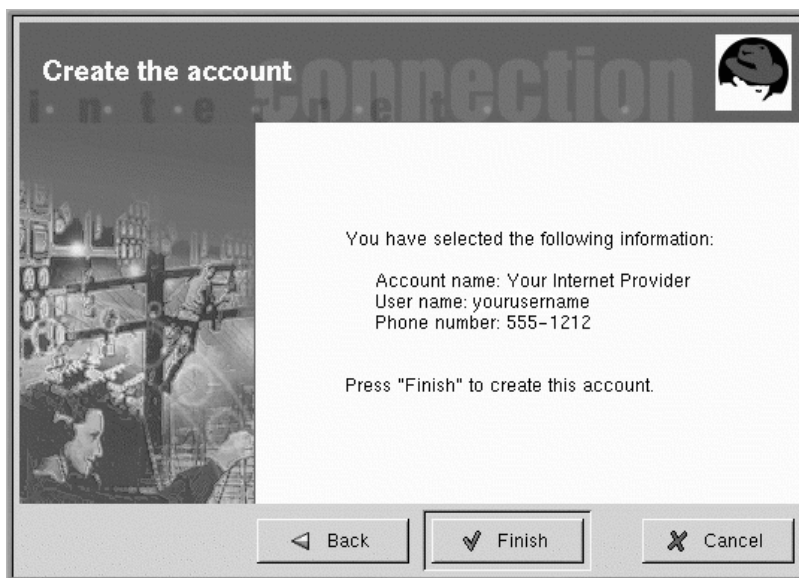 Create the account
connection
internet
You have selected the following information:
Account name: Your Internet Provider
User name: yourusername
Phone number: 555-1212
Press "Finish" to create this account.
Back
Finish
Cancel